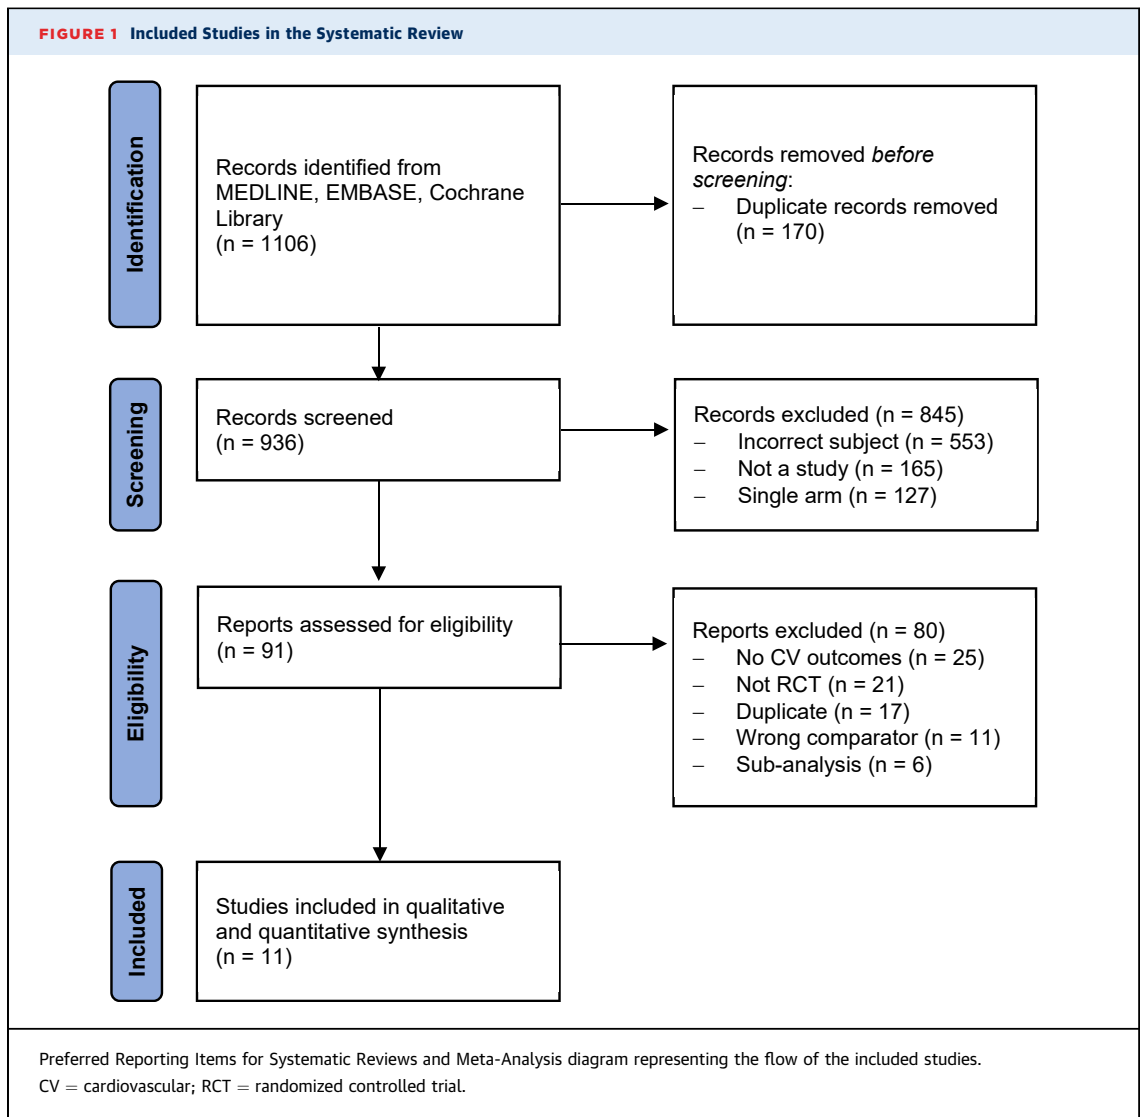 FIGURE 1 Included Studies in the Systematic Review
Identification
Records identified from
MEDLINE, EMBASE, Cochrane
Library
(n = 1106)
Records removed before
screening:
– Duplicate records removed
(n = 170)
Screening
Records screened
(n = 936)
Records excluded (n = 845)
– Incorrect subject (n = 553)
– Not a study (n = 165)
– Single arm (n = 127)
Eligibility
Reports assessed for eligibility
(n = 91)
Reports excluded (n = 80)
– No CV outcomes (n = 25)
– Not RCT (n = 21)
– Duplicate (n = 17)
– Wrong comparator (n = 11)
– Sub-analysis (n = 6)
Included
Studies included in qualitative
and quantitative synthesis
(n = 11)
Preferred Reporting Items for Systematic Reviews and Meta-Analysis diagram representing the flow of the included studies.
CV = cardiovascular; RCT = randomized controlled trial.